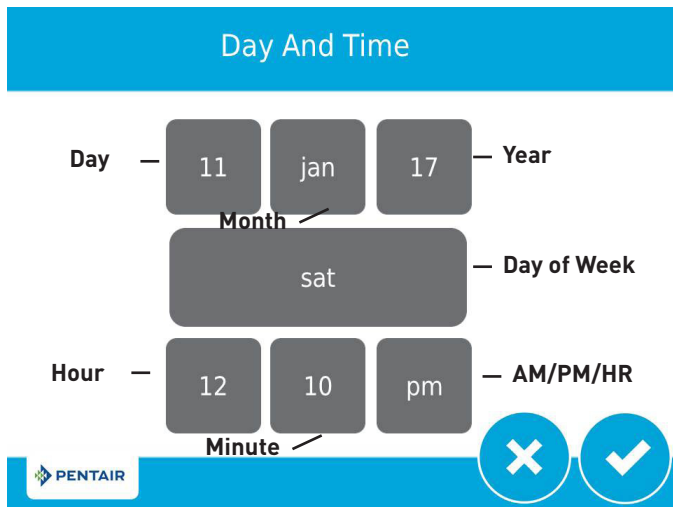 Day And Time
Day 11 jan 17 Year
Month
sat Day of Week
Hour 12 10 pm AM/PM/HR
Minute
PENTAIR